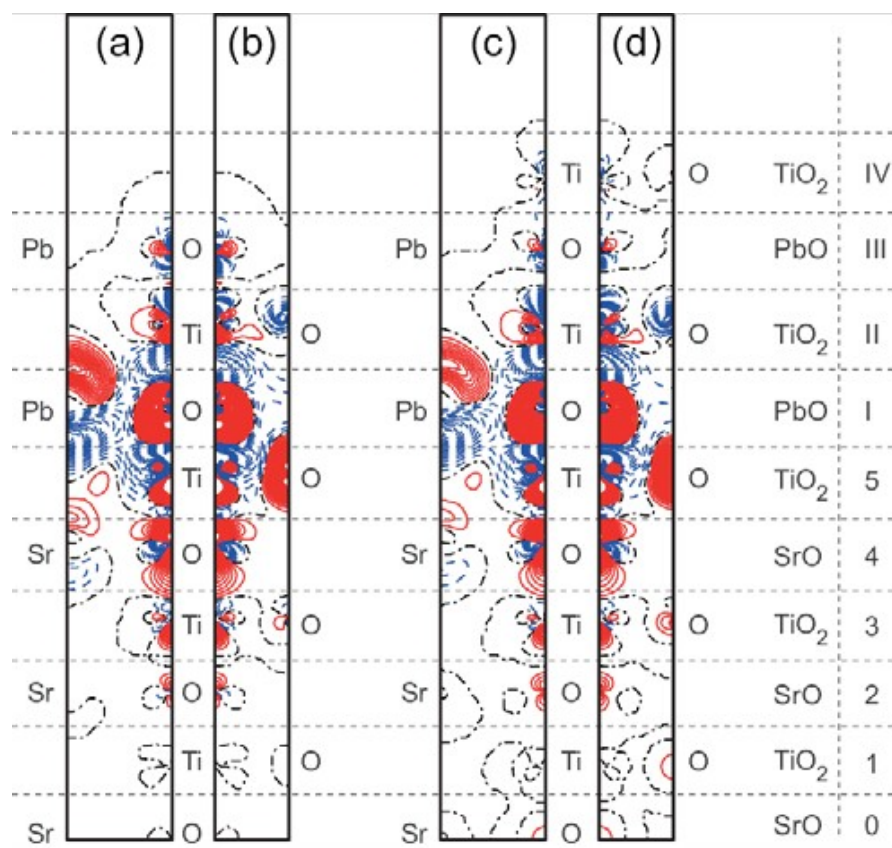 (a) (b) (c) (d)
Ti O TiO2 IV
Pb O Pb O PbO III
Ti O Ti O TiO2 II
Pb O Pb O PbO I
Ti O Ti O TiO2 5
Sr O Sr O SrO 4
Ti O Ti O TiO2 3
Sr O Sr O SrO 2
Ti O Ti O TiO2 1
Sr O Sr O SrO 0